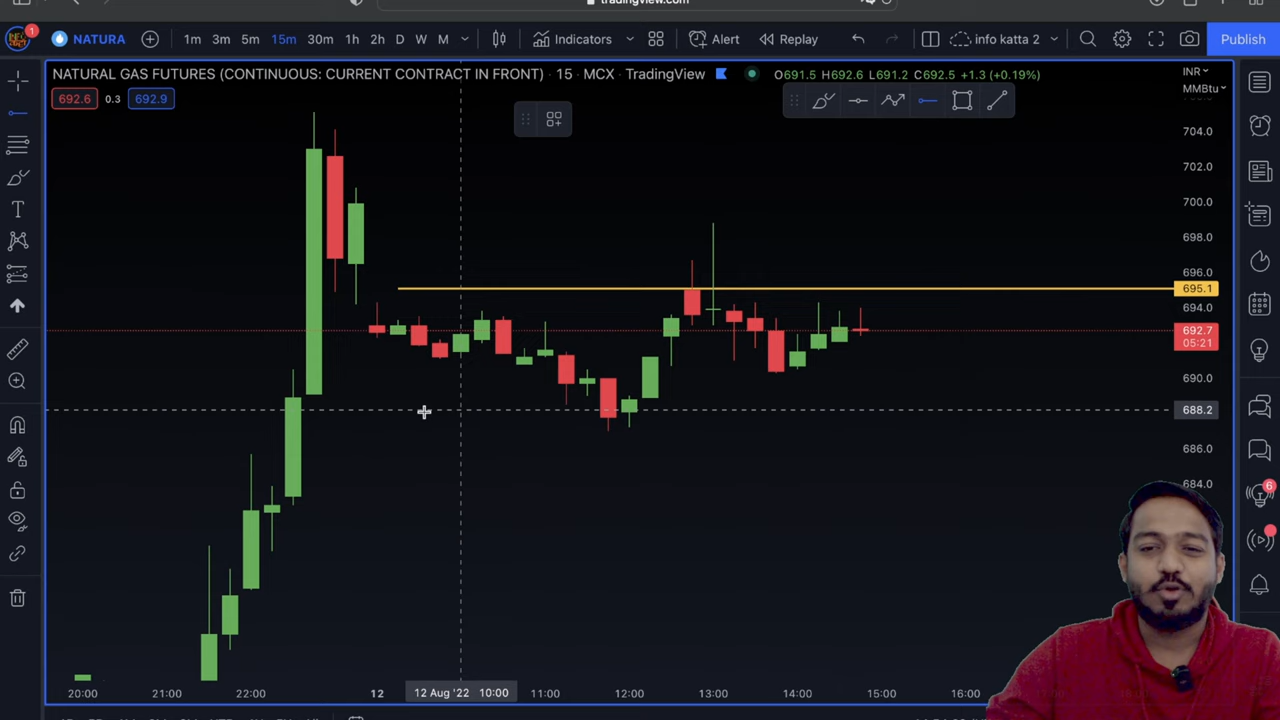 tradingview.com
1
NATURA
1m 3m 5m 15m 30m 1h 2h D W M
Indicators
Alert
Replay
info katta 2
Publish
NATURAL GAS FUTURES (CONTINUOUS: CURRENT CONTRACT IN FRONT) · 15 · MCX · TradingView
O691.5 H692.6 L691.2 C692.5 +1.3 (+0.19%)
INR
MMBtu
692.6 0.3 692.9
704.0
702.0
700.0
698.0
696.0
695.1
694.0
692.7
05:21
690.0
688.2
686.0
684.0
6
20:00 21:00 22:00 12 12 Aug '22 10:00 11:00 12:00 13:00 14:00 15:00 16:00